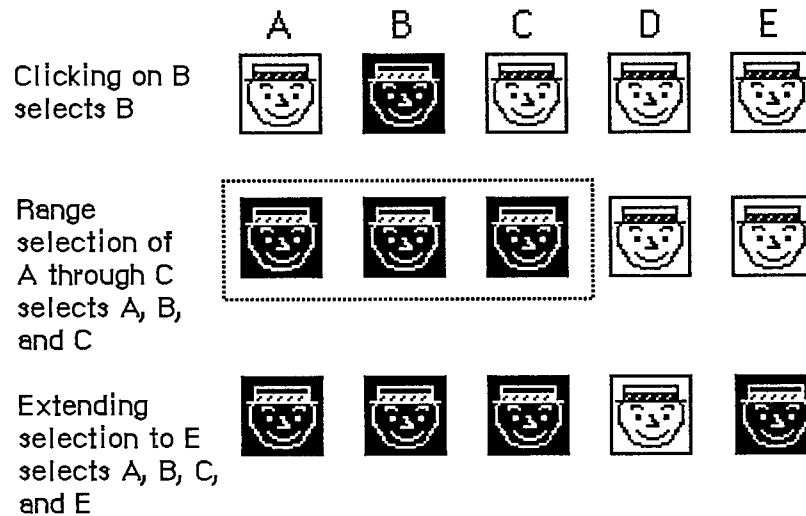 A B C D E
Clicking on B
selects B
Range
selection of
A through C
selects A, B,
and C
Extending
selection to E
selects A, B, C,
and E